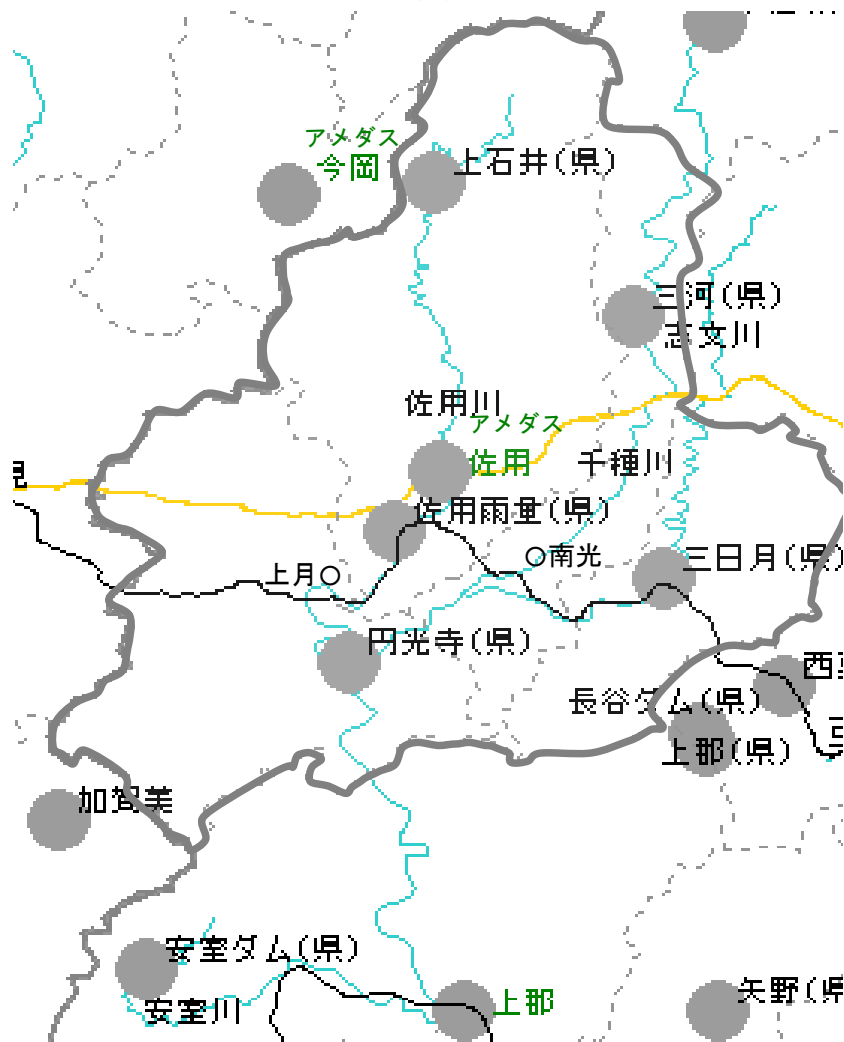 アメダス
今岡
上石井(県)
三河(県)
志文川
佐用川
アメダス
佐用
千種川
佐用雨量(県)
南光
三日月(県)
上月
円光寺(県)
長谷ダム(県)
上郡(県)
加賀美
安室ダム(県)
安室川
上郡
矢野(県